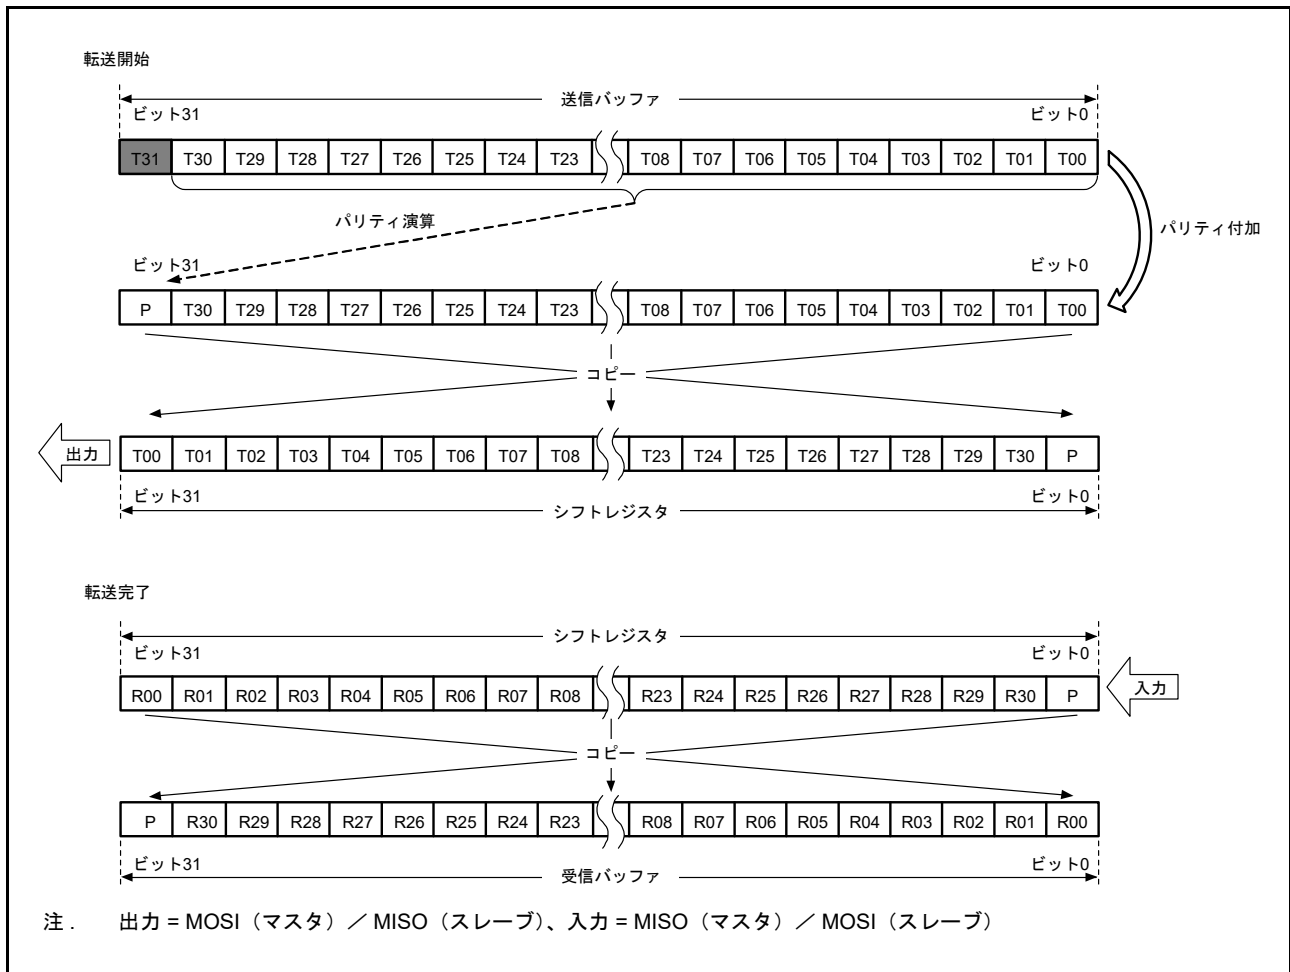 転送開始
送信バッファ
ビット31 ビット0
T31 T30 T29 T28 T27 T26 T25 T24 T23 T08 T07 T06 T05 T04 T03 T02 T01 T00
パリティ演算
パリティ付加
ビット31 ビット0
P T30 T29 T28 T27 T26 T25 T24 T23 T08 T07 T06 T05 T04 T03 T02 T01 T00
コピー
出力
T00 T01 T02 T03 T04 T05 T06 T07 T08 T23 T24 T25 T26 T27 T28 T29 T30 P
ビット31 ビット0
シフトレジスタ
転送完了
シフトレジスタ
ビット31 ビット0
R00 R01 R02 R03 R04 R05 R06 R07 R08 R23 R24 R25 R26 R27 R28 R29 R30 P
入力
コピー
P R30 R29 R28 R27 R26 R25 R24 R23 R08 R07 R06 R05 R04 R03 R02 R01 R00
ビット31 ビット0
受信バッファ
注 . 出力 = MOSI（マスタ）／ MISO（スレーブ）、入力 = MISO（マスタ）／ MOSI（スレーブ）